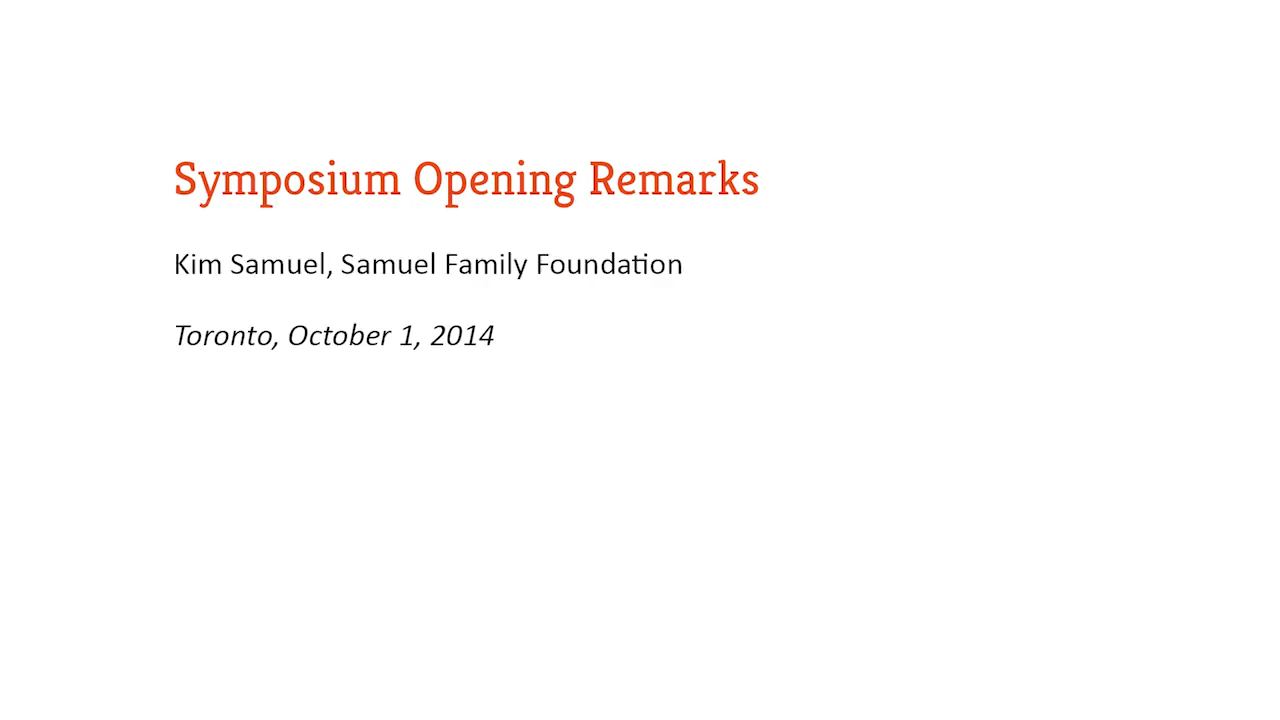 Symposium Opening Remarks
Kim Samuel, Samuel Family Foundation
Toronto, October 1, 2014